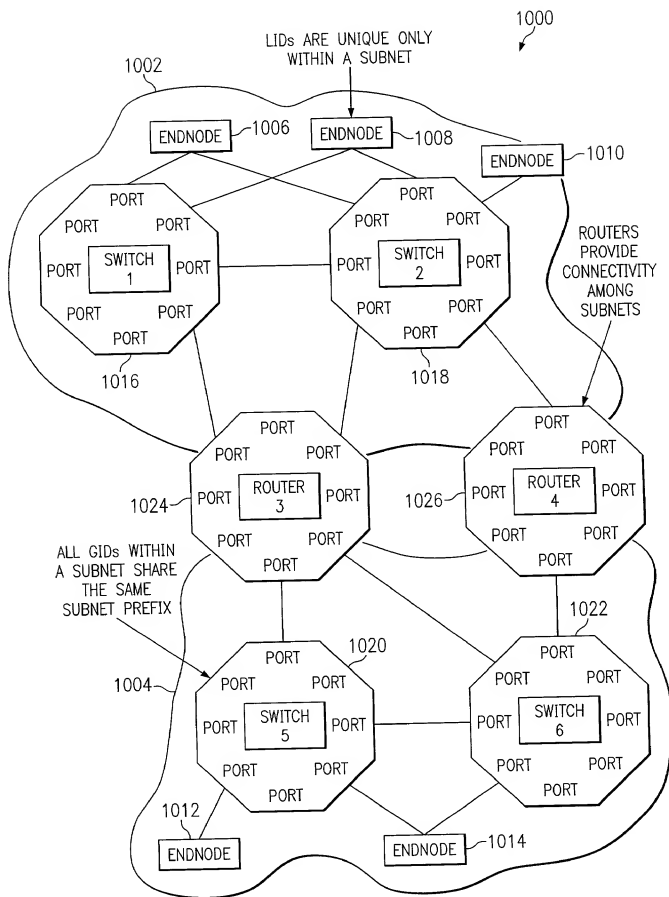 1000
LIDs ARE UNIQUE ONLY
WITHIN A SUBNET
1002
ENDNODE
1006
ENDNODE
1008
ENDNODE
1010
PORT
PORT
PORT
PORT
SWITCH
1
PORT
PORT
PORT
PORT
1016
PORT
PORT
PORT
PORT
SWITCH
2
PORT
PORT
PORT
PORT
1018
ROUTERS
PROVIDE
CONNECTIVITY
AMONG
SUBNETS
PORT
PORT
PORT
1024
PORT
ROUTER
3
PORT
PORT
PORT
PORT
PORT
PORT
PORT
1026
PORT
ROUTER
4
PORT
PORT
PORT
PORT
ALL GIDs WITHIN
A SUBNET SHARE
THE SAME
SUBNET PREFIX
1004
1020
PORT
PORT
PORT
PORT
SWITCH
5
PORT
PORT
PORT
PORT
1022
PORT
PORT
PORT
PORT
SWITCH
6
PORT
PORT
PORT
PORT
1012
ENDNODE
ENDNODE
1014